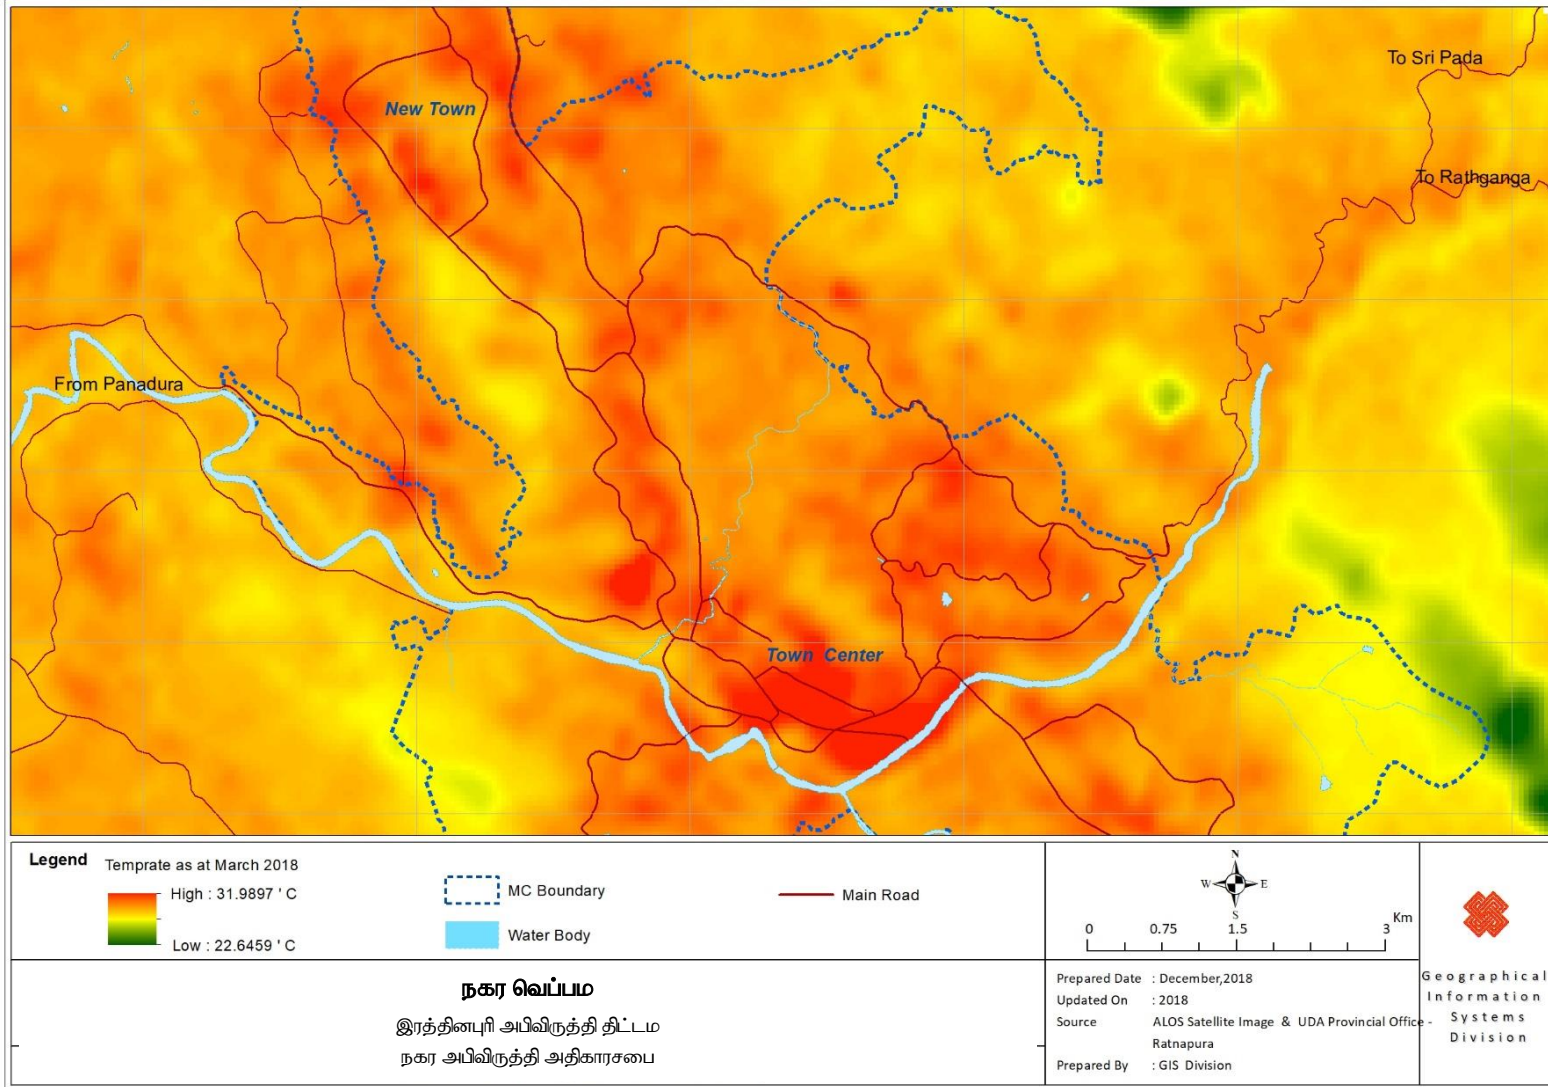 To Sri Pada
New Town
To Rathganga
From Panadura
Town Center
Legend
Temprate as at March 2018
High : 31.9897 ' C
Low : 22.6459 ' C
MC Boundary
Water Body
Main Road
N
W
E
S
0 0.75 1.5 3 Km
நகர வெப்பம
இரத்தினபுரி அபிவிருத்தி திட்டம
நகர அபிவிருத்தி அதிகாரசபை
Prepared Date : December,2018
Updated On : 2018
Source ALOS Satellite Image & UDA Provincial Office -
Ratnapura
Prepared By : GIS Division
Geographical
Information
Systems
Division